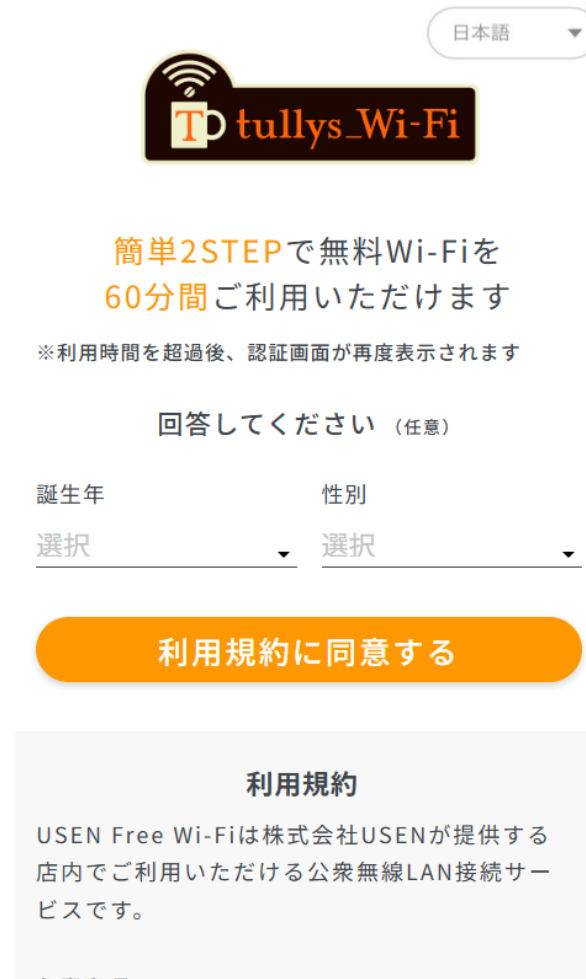 日本語
T tullys_Wi-Fi
簡単2STEPで無料Wi-Fiを
60分間ご利用いただけます
※利用時間を超過後、認証画面が再度表示されます
回答してください（任意）
誕生年 性別
選択 選択
利用規約に同意する
利用規約
USEN Free Wi-Fiは株式会社USENが提供する
店内でご利用いただける公衆無線LAN接続サー
ビスです。